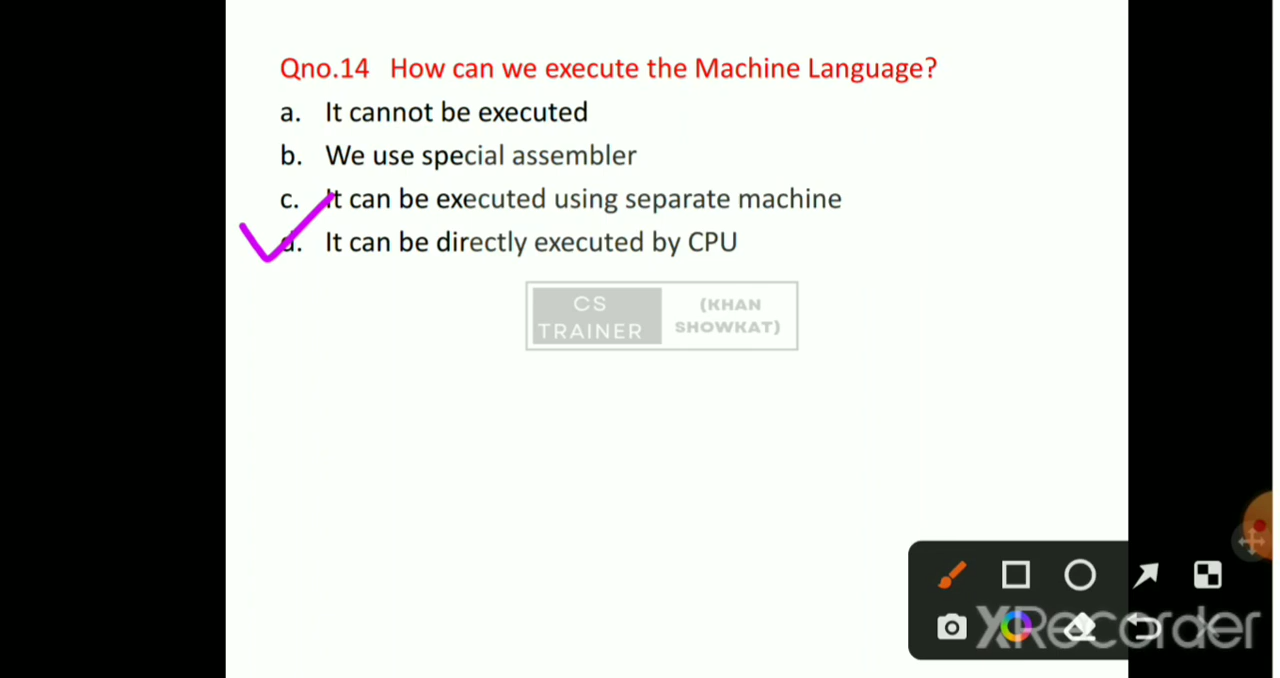 Qno.14 How can we execute the Machine Language?
a. It cannot be executed
b. We use special assembler
c. It can be executed using separate machine
d. It can be directly executed by CPU
CS
TRAINER
(KHAN
SHOWKAT)
XRecorder